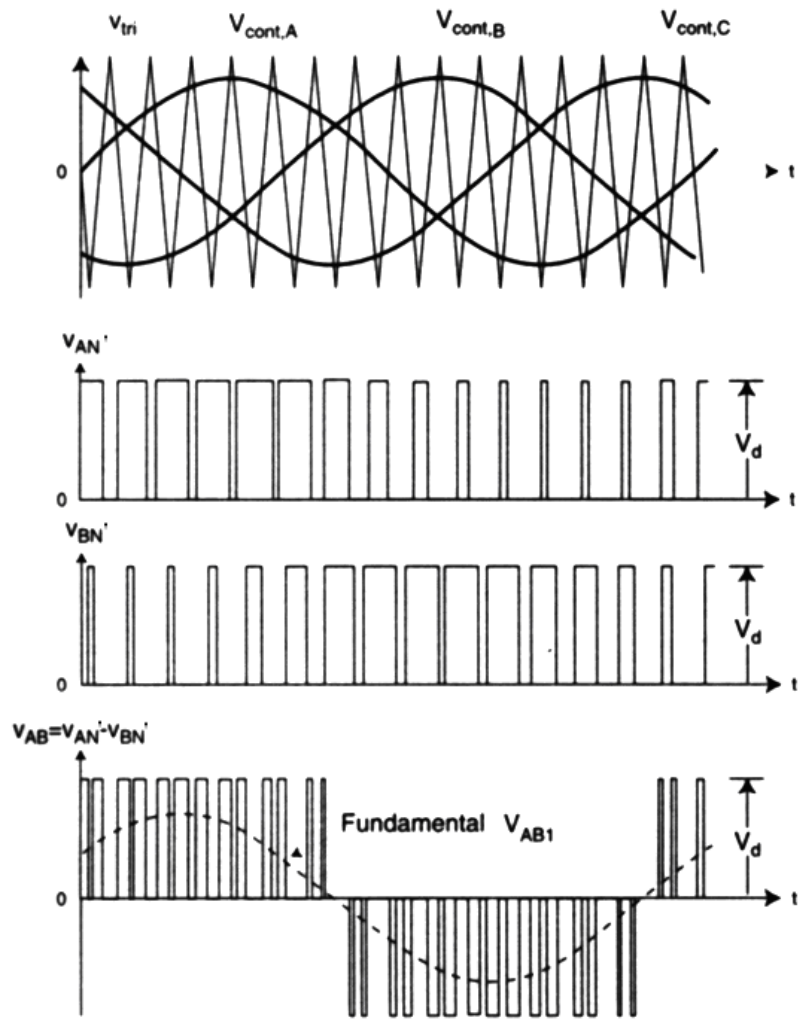 v_tri V_cont,A V_cont,B V_cont,C
0 t
v_AN'
V_d
0 t
v_BN'
V_d
0 t
v_AB=v_AN'-v_BN'
Fundamental V_AB1
V_d
0 t